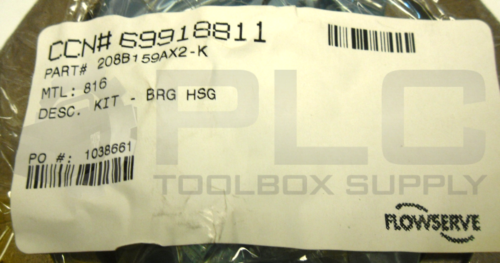 CCN# 69918811
PART# 208B159AX2-K
MTL: 816
DESC. KIT - BRG HSG
PO #: 1038661
PLC
TOOLBOX SUPPLY
FLOWSERVE